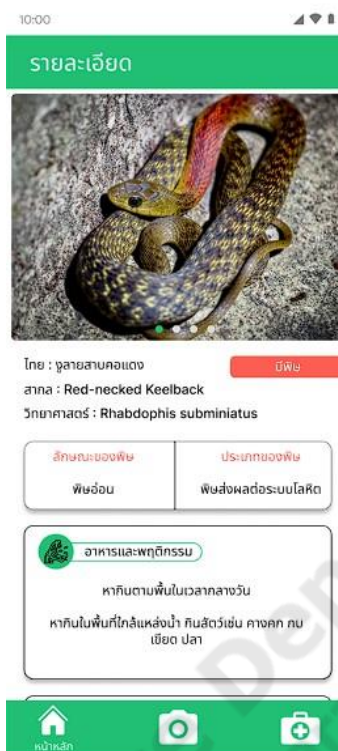 10:00
รายละเอียด
ไทย : งูลายสาบคอแดง
มีพิษ
สากล : Red-necked Keelback
วิทยาศาสตร์ : Rhabdophis subminiatus
ลักษณะของพิษ
ประเภทของพิษ
พิษอ่อน
พิษส่งผลต่อระบบโลหิต
อาหารและพฤติกรรม
หากินตามพื้นในเวลากลางวัน
หากินในพื้นที่ใกล้แหล่งน้ำ กินสัตว์เช่น คางคก กบ
เขียด ปลา
หน้าหลัก